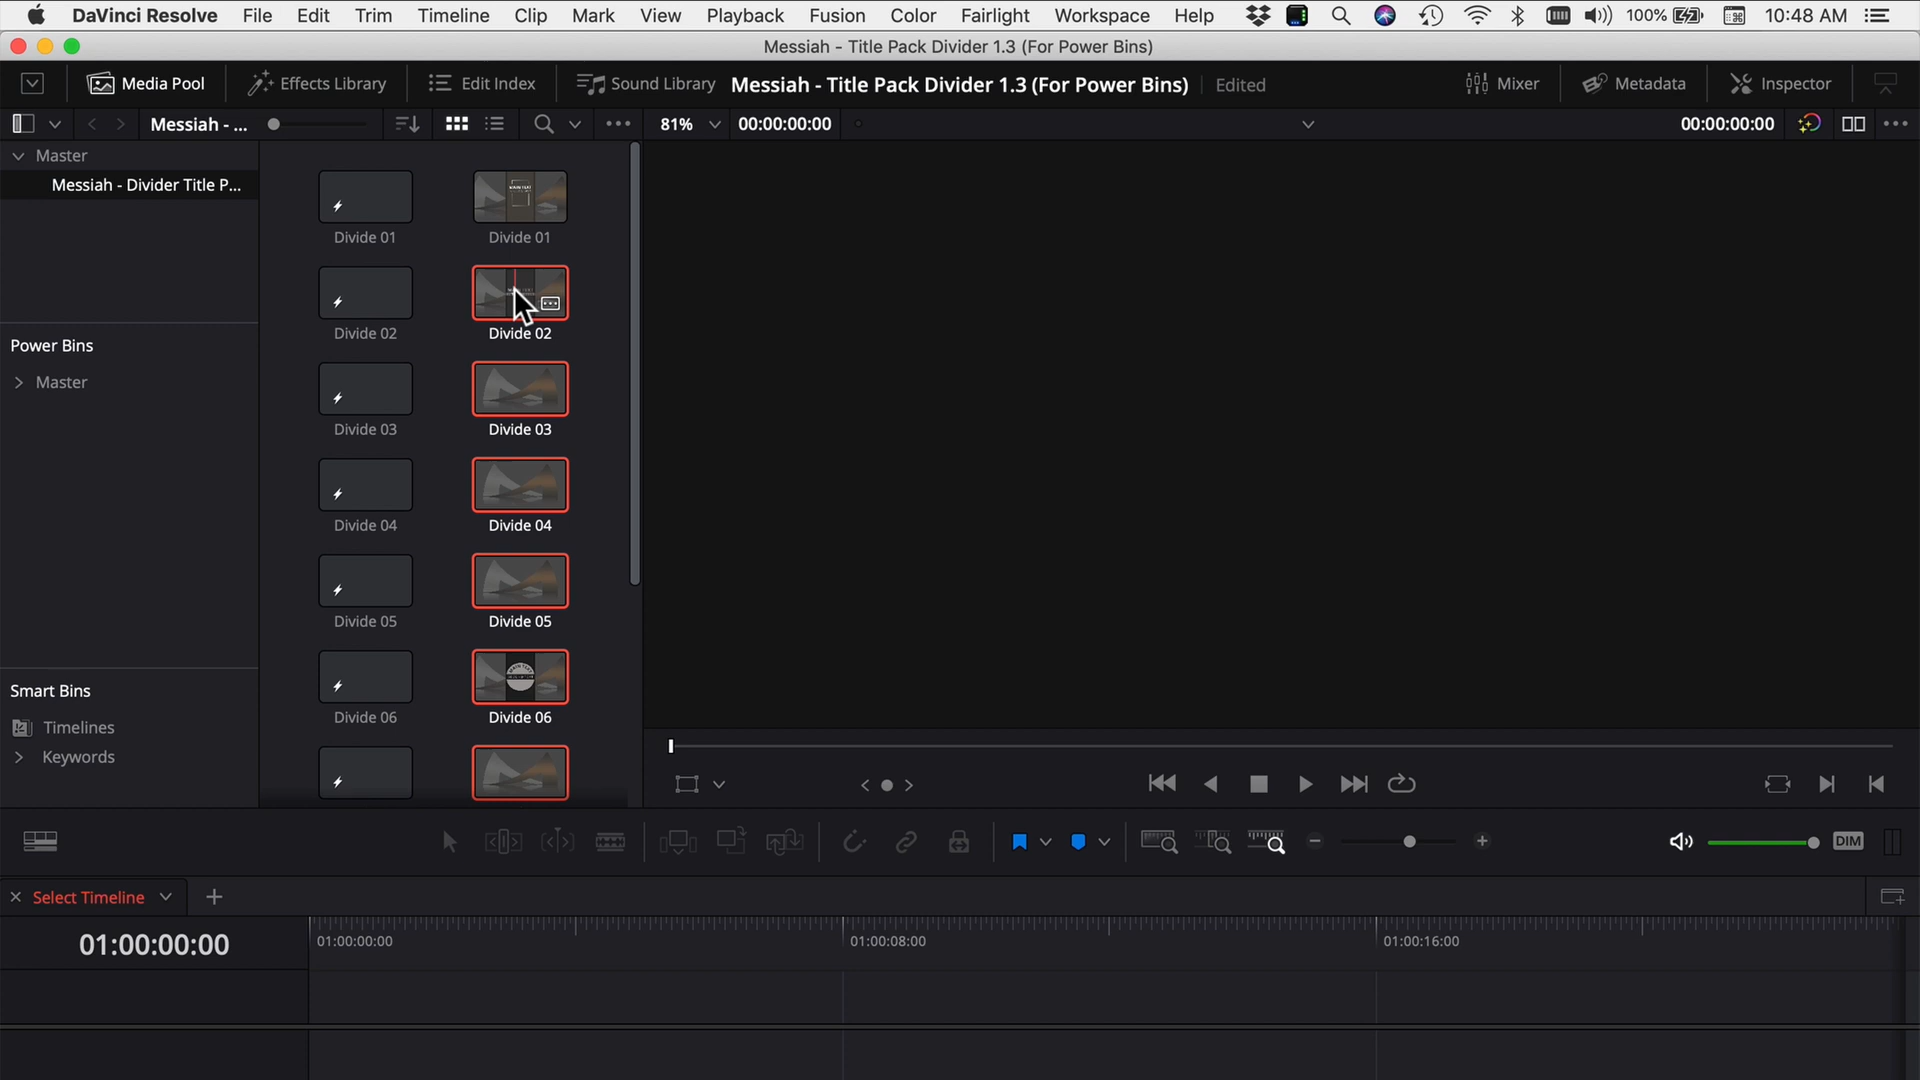 DaVinci Resolve File Edit Trim Timeline Clip Mark View Playback Fusion Color Fairlight Workspace Help 100% 10:48 AM
Messiah - Title Pack Divider 1.3 (For Power Bins)
Media Pool Effects Library Edit Index Sound Library Messiah - Title Pack Divider 1.3 (For Power Bins) Edited Mixer Metadata Inspector
Messiah - ... 81% 00:00:00:00 00:00:00:00
Master
Messiah - Divider Title P...
Divide 01 Divide 01
Divide 02 Divide 02
Power Bins
Master
Divide 03 Divide 03
Divide 04 Divide 04
Divide 05 Divide 05
Smart Bins
Divide 06 Divide 06
Timelines
Keywords
DIM
Select Timeline
01:00:00:00 01:00:00:00 01:00:08:00 01:00:16:00